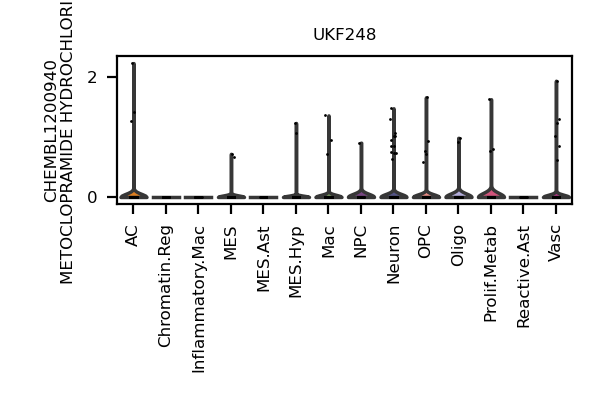 UKF248
CHEMBL1200940
METOCLOPRAMIDE HYDROCHLORI
2
0
AC
Chromatin.Reg
Inflammatory.Mac
MES
MES.Ast
MES.Hyp
Mac
NPC
Neuron
OPC
Oligo
Prolif.Metab
Reactive.Ast
Vasc